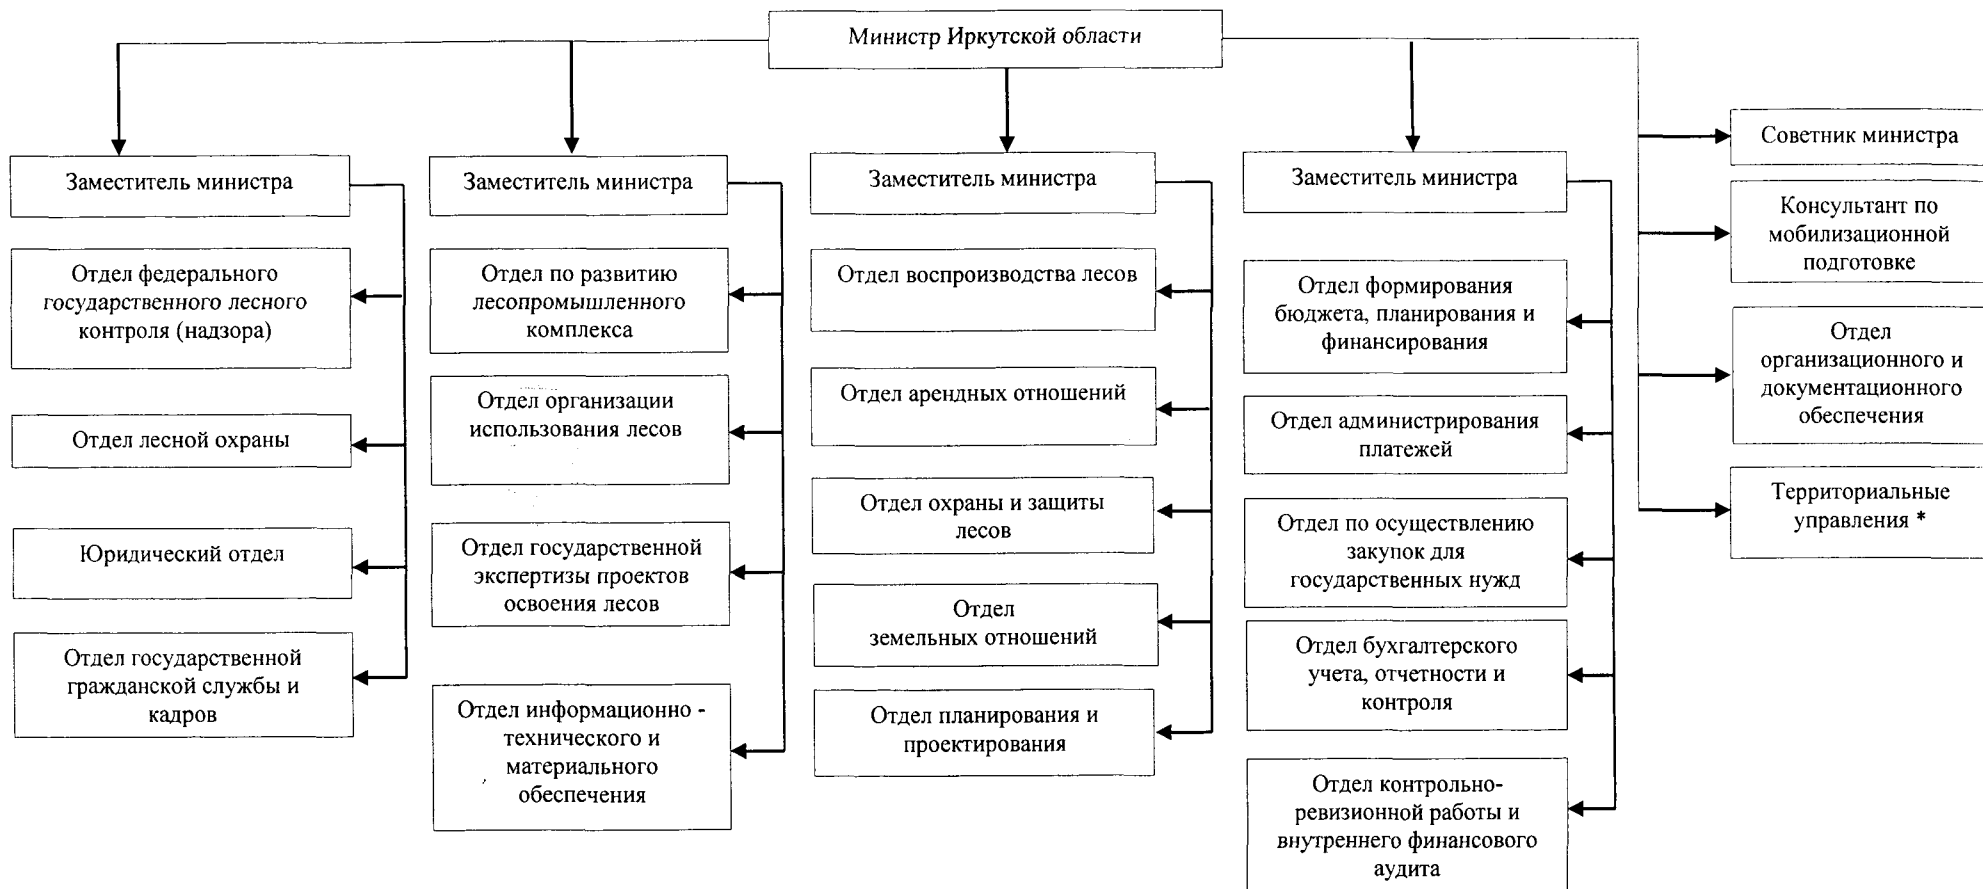 Министр Иркутской области
Заместитель министра
Отдел федерального
государственного лесного
контроля (надзора)
Отдел лесной охраны
Юридический отдел
Отдел государственной
гражданской службы и
кадров
Заместитель министра
Отдел по развитию
лесопромышленного
комплекса
Отдел организации
использования лесов
Отдел государственной
экспертизы проектов
освоения лесов
Отдел информационно -
технического и
материального
обеспечения
Заместитель министра
Отдел воспроизводства лесов
Отдел арендных отношений
Отдел охраны и защиты
лесов
Отдел
земельных отношений
Отдел планирования и
проектирования
Заместитель министра
Отдел формирования
бюджета, планирования и
финансирования
Отдел администрирования
платежей
Отдел по осуществлению
закупок для
государственных нужд
Отдел бухгалтерского
учета, отчетности и
контроля
Отдел контрольно-
ревизионной работы и
внутреннего финансового
аудита
Советник министра
Консультант по
мобилизационной
подготовке
Отдел
организационного и
документационного
обеспечения
Территориальные
управления *